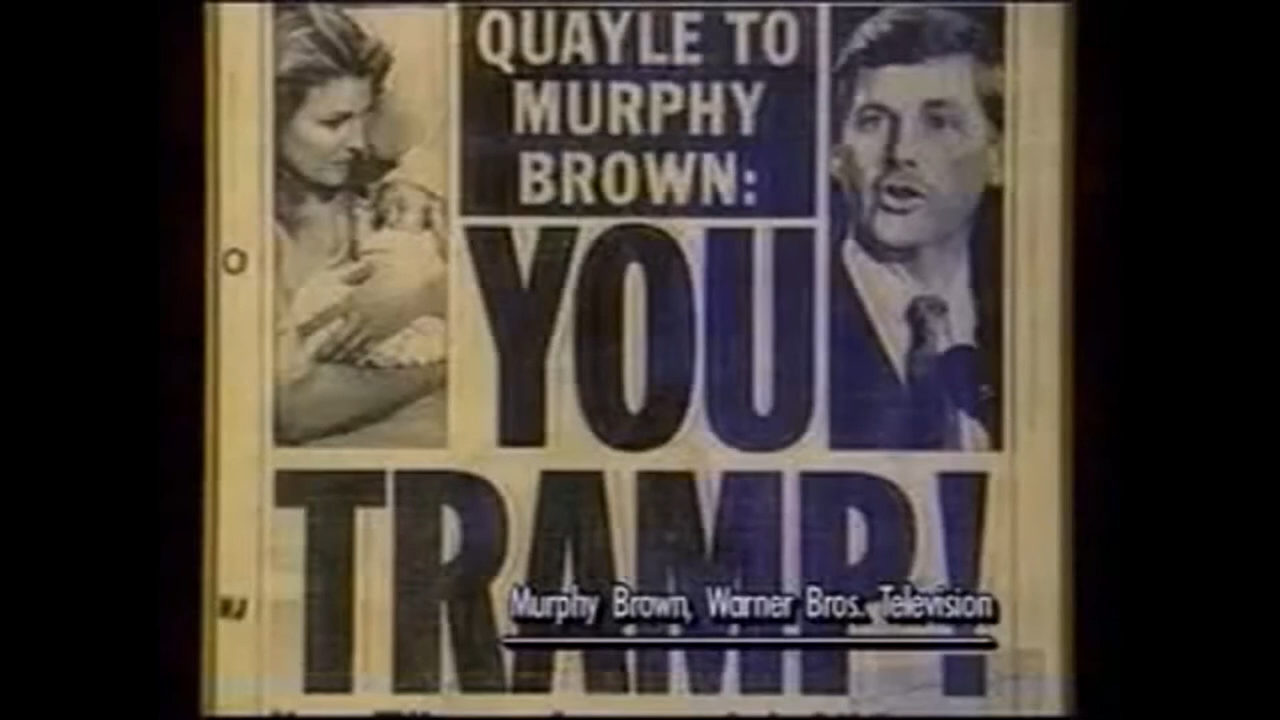 QUAYLE TO
MURPHY
BROWN:
YOU
TRAMP!
Murphy Brown, Warner Bros. Television